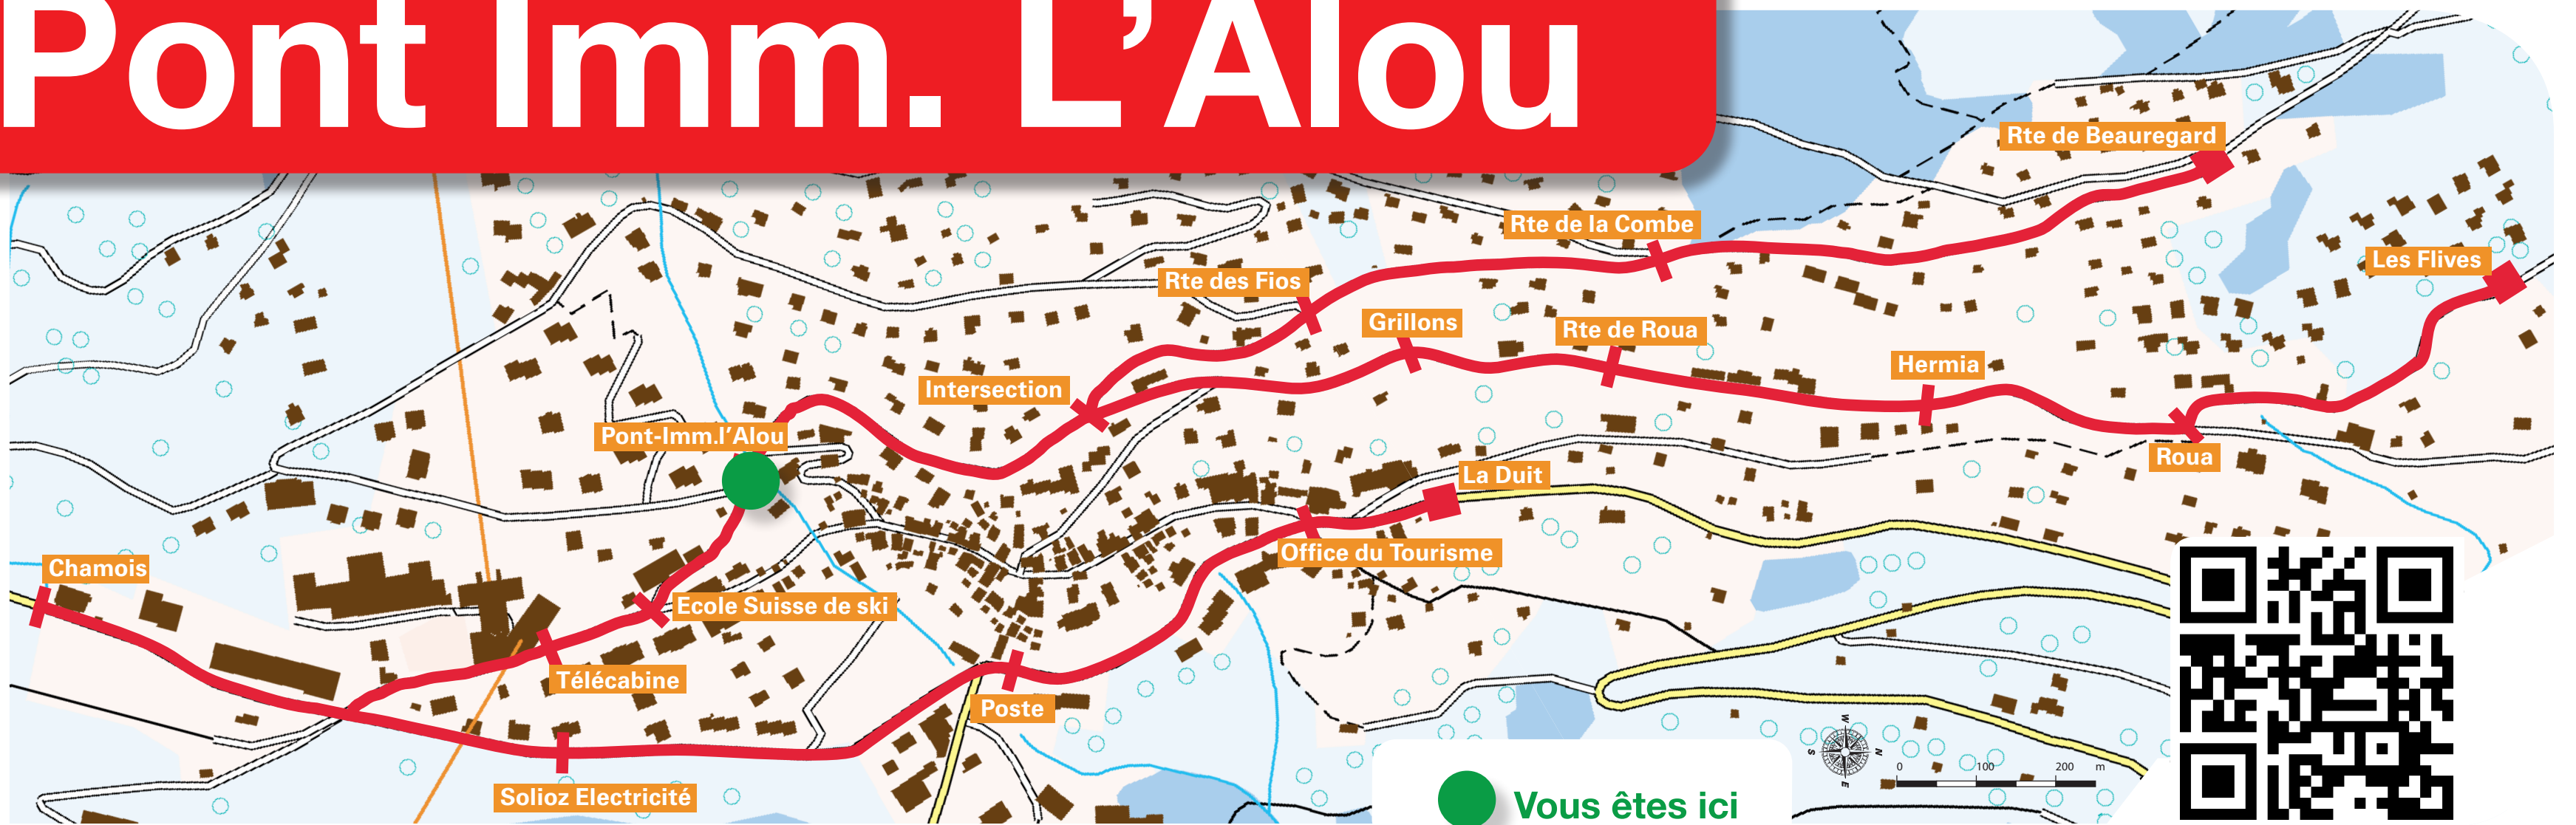 Pont Imm. L'Alou
Rte de Beauregard
Rte de la Combe
Les Flives
Rte des Fios
Grillons
Rte de Roua
Hermia
Intersection
Pont-Imm.l'Alou
Roua
La Duit
Office du Tourisme
Chamois
Ecole Suisse de ski
Télécabine
Poste
Solioz Electricité
W
S
N
E
0 100 200 m
Vous êtes ici